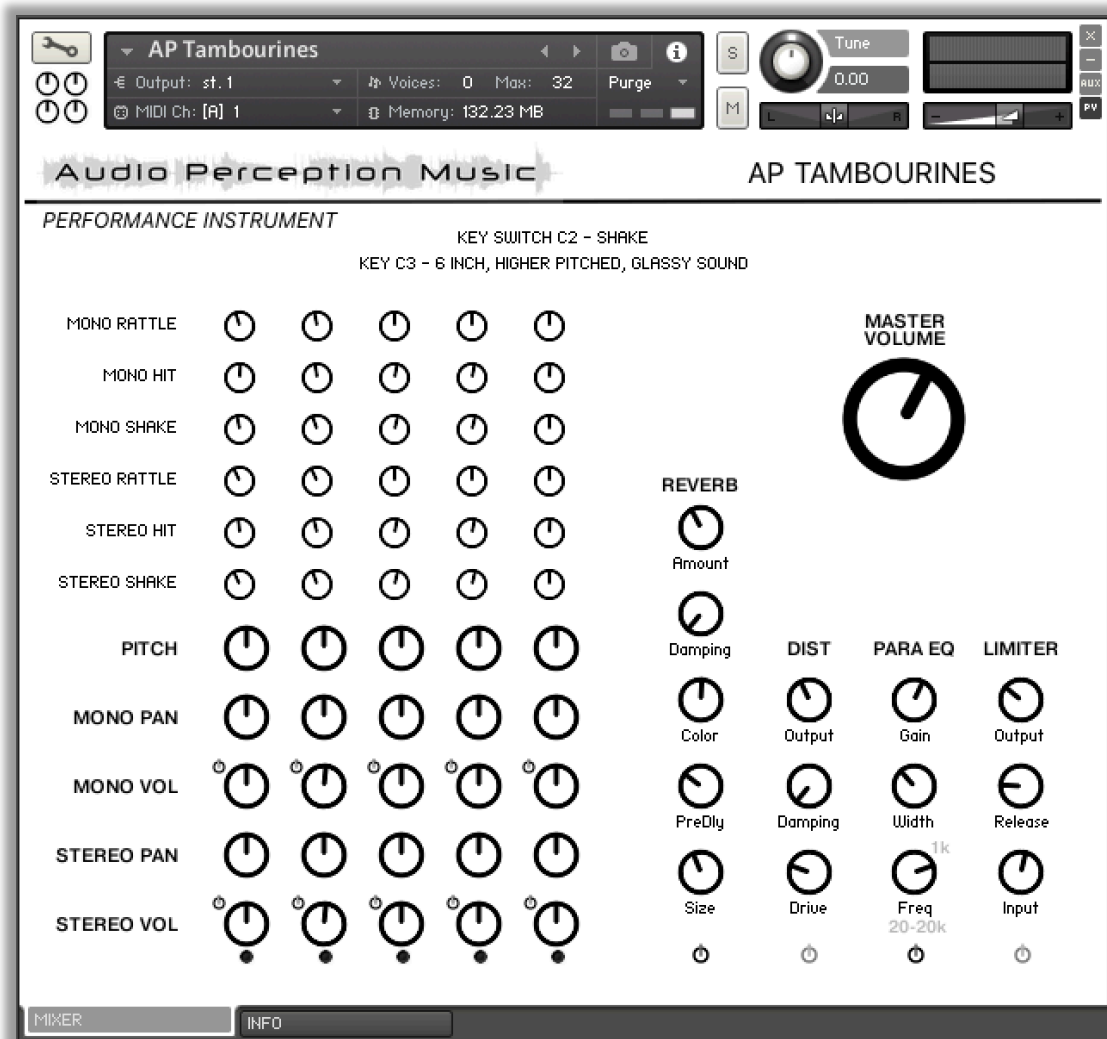 AP Tambourines
S
Tune
X
Output: st. 1
Voices: 0 Max: 32
Purge
0.00
AUX
MIDI Ch: [A] 1
Memory: 132.23 MB
M
L R
- +
PV
Audio Perception Music
AP TAMBOURINES
PERFORMANCE INSTRUMENT
KEY SWITCH C2 - SHAKE
KEY C3 - 6 INCH, HIGHER PITCHED, GLASSY SOUND
MONO RATTLE
MONO HIT
MONO SHAKE
STEREO RATTLE
STEREO HIT
STEREO SHAKE
PITCH
MONO PAN
MONO VOL
STEREO PAN
STEREO VOL
MASTER
VOLUME
REVERB
Amount
Damping
Color
PreDly
Size
DIST
Output
Damping
Drive
PARA EQ
Gain
Width
1k
Freq
20-20k
LIMITER
Output
Release
Input
MIXER
INFO